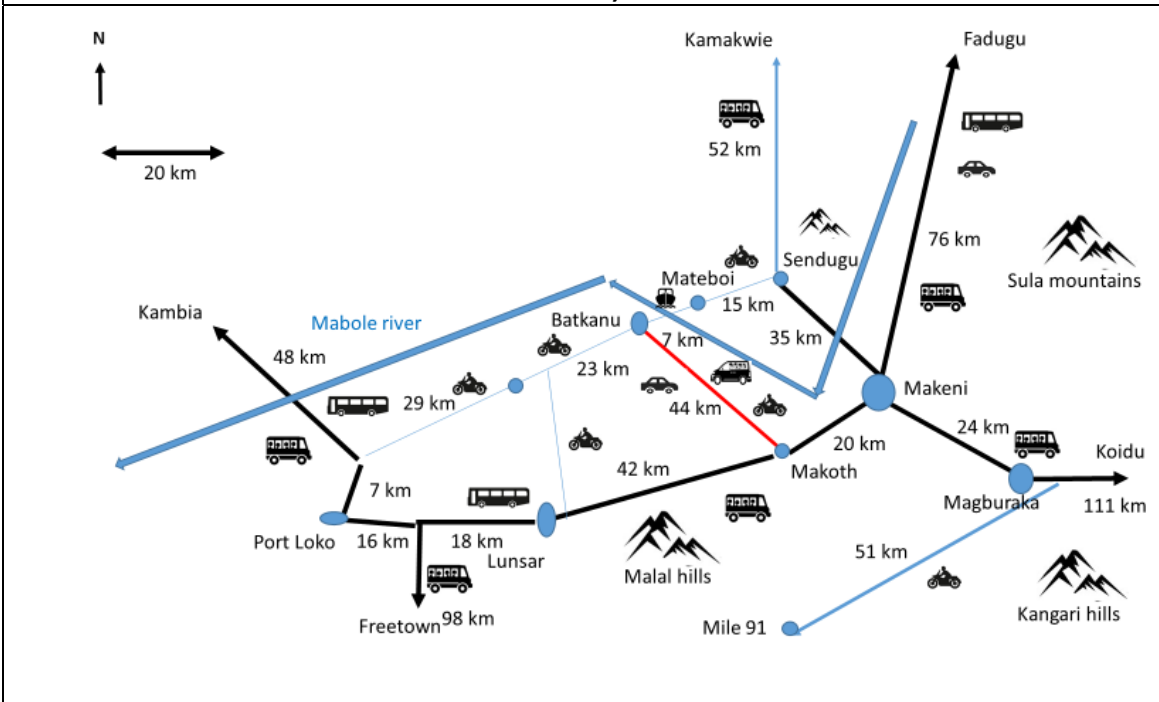 N
Kamakwie
Fadugu
20 km
52 km
76 km
Sendugu
Sula mountains
Mateboi
15 km
Kambia
Mabole river
Batkanu
7 km
35 km
48 km
23 km
Makeni
29 km
44 km
20 km
24 km
Koidu
42 km
Makoth
7 km
Magburaka
111 km
Port Loko
16 km
18 km
Lunsar
51 km
Malal hills
Kangari hills
Freetown
98 km
Mile 91